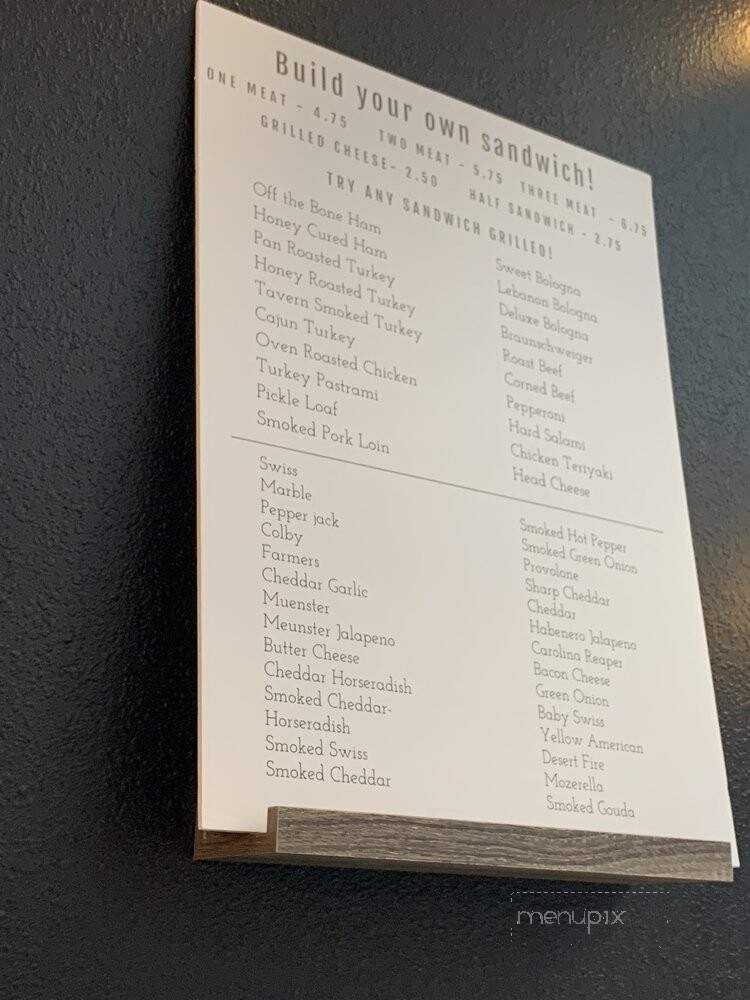 Build your own sandwich!
ONE MEAT - 4.75 TWO MEAT - 5.75 THREE MEAT - 6.75
GRILLED CHEESE- 2.50 HALF SANDWICH - 2.75
TRY ANY SANDWICH GRILLED!
Off the Bone Ham
Honey Cured Ham
Pan Roasted Turkey
Honey Roasted Turkey
Tavern Smoked Turkey
Cajun Turkey
Oven Roasted Chicken
Turkey Pastrami
Pickle Loaf
Smoked Pork Loin
Sweet Bologna
Lebanon Bologna
Deluxe Bologna
Braunschweiger
Roast Beef
Corned Beef
Pepperoni
Hard Salami
Chicken Teriyaki
Head Cheese
Swiss
Marble
Pepper jack
Colby
Farmers
Cheddar Garlic
Muenster
Meunster Jalapeno
Butter Cheese
Cheddar Horseradish
Smoked Cheddar-
Horseradish
Smoked Swiss
Smoked Cheddar
Smoked Hot Pepper
Smoked Green Onion
Provolone
Sharp Cheddar
Cheddar
Habenero Jalapeno
Carolina Reaper
Bacon Cheese
Green Onion
Baby Swiss
Yellow American
Desert Fire
Mozerella
Smoked Gouda
menupix